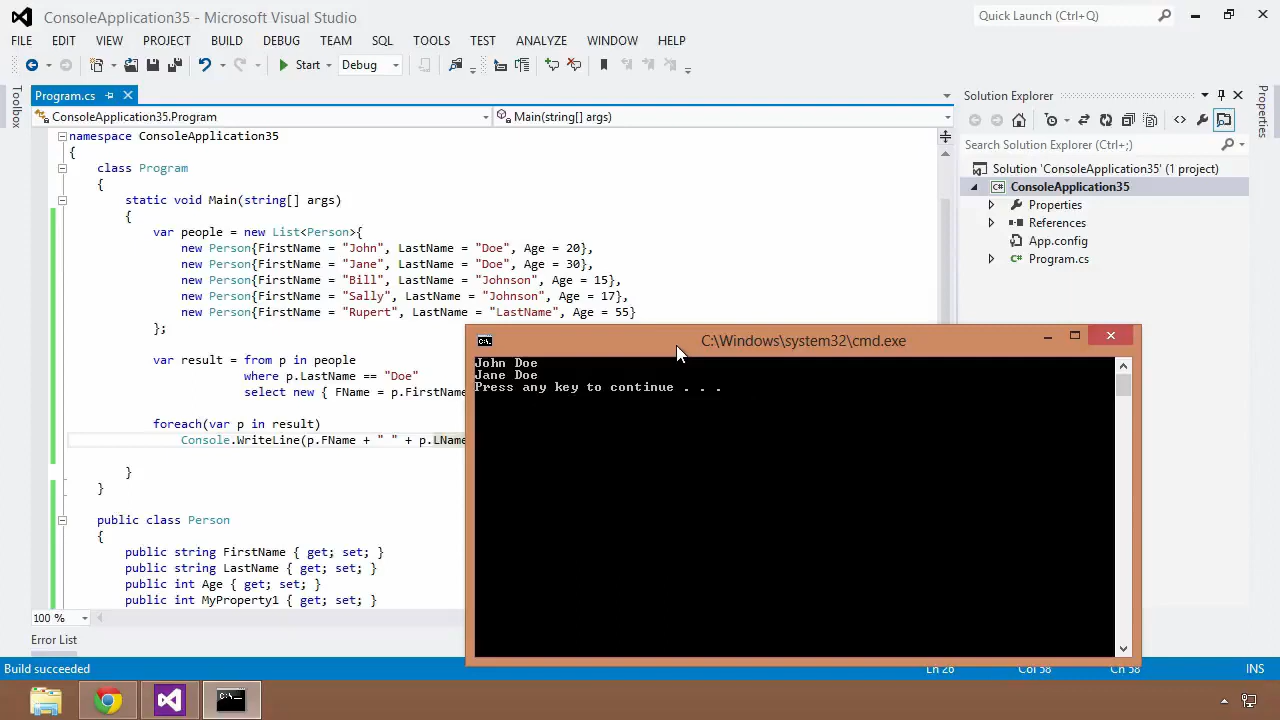 ConsoleApplication35 - Microsoft Visual Studio
Quick Launch (Ctrl+Q)
FILE EDIT VIEW PROJECT BUILD DEBUG TEAM SQL TOOLS TEST ANALYZE WINDOW HELP
Start Debug
Toolbox
Program.cs
ConsoleApplication35.Program
Main(string[] args)
namespace ConsoleApplication35
{
class Program
{
static void Main(string[] args)
{
var people = new List<Person>{
new Person{FirstName = "John", LastName = "Doe", Age = 20},
new Person{FirstName = "Jane", LastName = "Doe", Age = 30},
new Person{FirstName = "Bill", LastName = "Johnson", Age = 15},
new Person{FirstName = "Sally", LastName = "Johnson", Age = 17},
new Person{FirstName = "Rupert", LastName = "LastName", Age = 55}
};
var result = from p in people
where p.LastName == "Doe"
select new { FName = p.FirstName
foreach(var p in result)
Console.WriteLine(p.FName + " " + p.LName
}
}
public class Person
{
public string FirstName { get; set; }
public string LastName { get; set; }
public int Age { get; set; }
public int MyProperty1 { get; set; }
100 %
Error List
C:\Windows\system32\cmd.exe
John Doe
Jane Doe
Press any key to continue . . .
Solution Explorer
Search Solution Explorer (Ctrl+;)
Solution 'ConsoleApplication35' (1 project)
C# ConsoleApplication35
Properties
References
App.config
C# Program.cs
Properties
Build succeeded
Ln 26 Col 58 Ch 58 INS